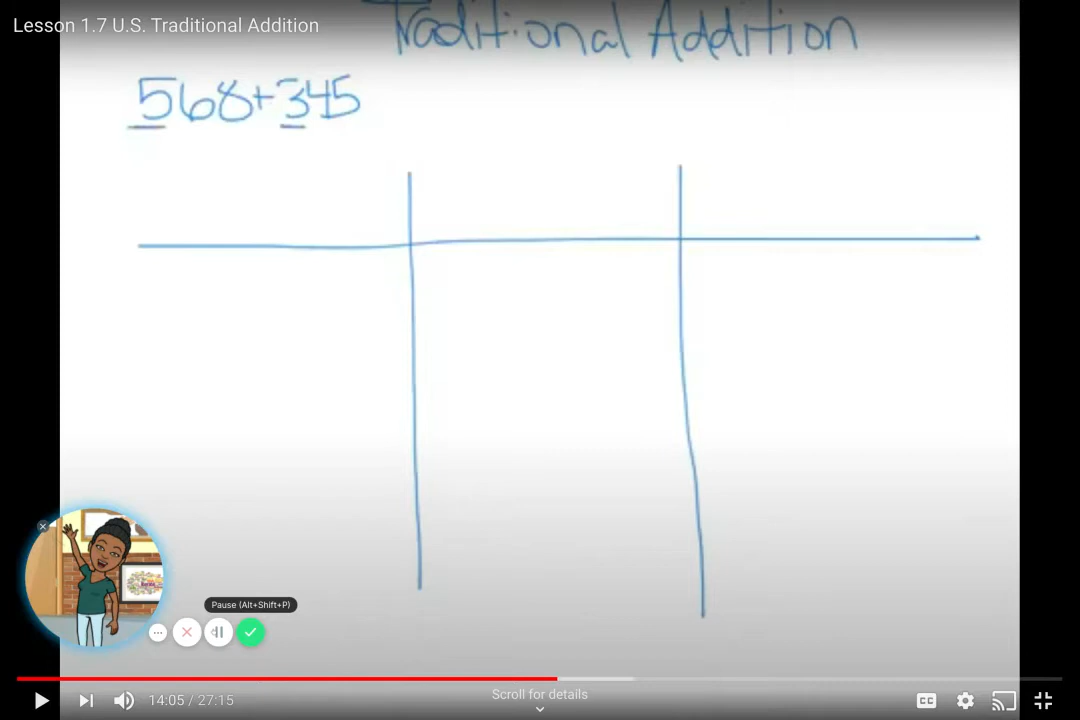 Lesson 1.7 U.S. Traditional Addition
Traditional Addition
568+345
Pause (Alt+Shift+P)
14:05 / 27:15
Scroll for details
CC